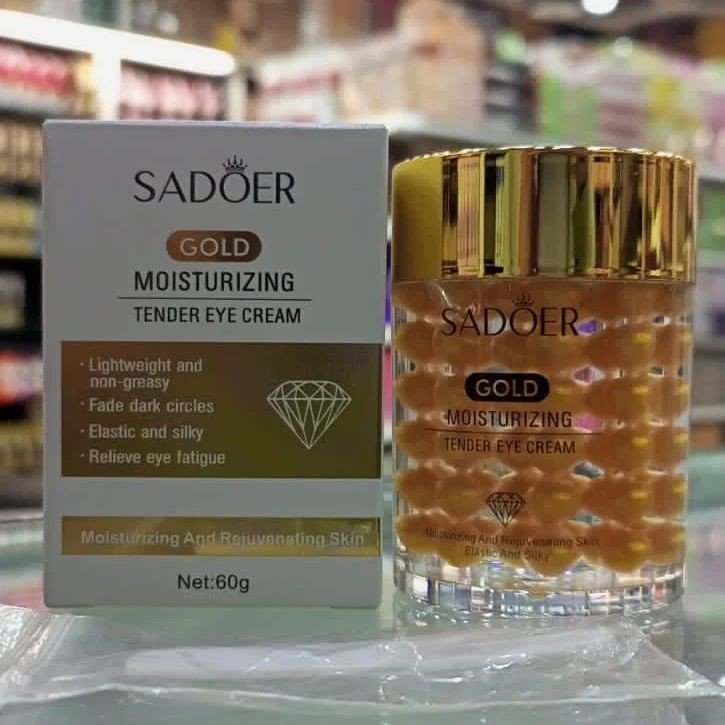 SADOER
GOLD
MOISTURIZING
TENDER EYE CREAM
· Lightweight and
non-greasy
· Fade dark circles
· Elastic and silky
· Relieve eye fatigue
Moisturizing And Rejuvenating Skin
Net:60g
SADOER
GOLD
MOISTURIZING
TENDER EYE CREAM
Moisturizing And Rejuvenating Skin
Elastic And Silky